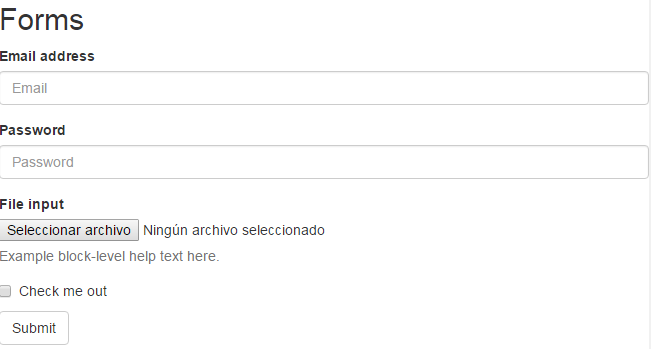 Forms
Email address
Email
Password
Password
File input
Seleccionar archivo Ningún archivo seleccionado
Example block-level help text here.
Check me out
Submit